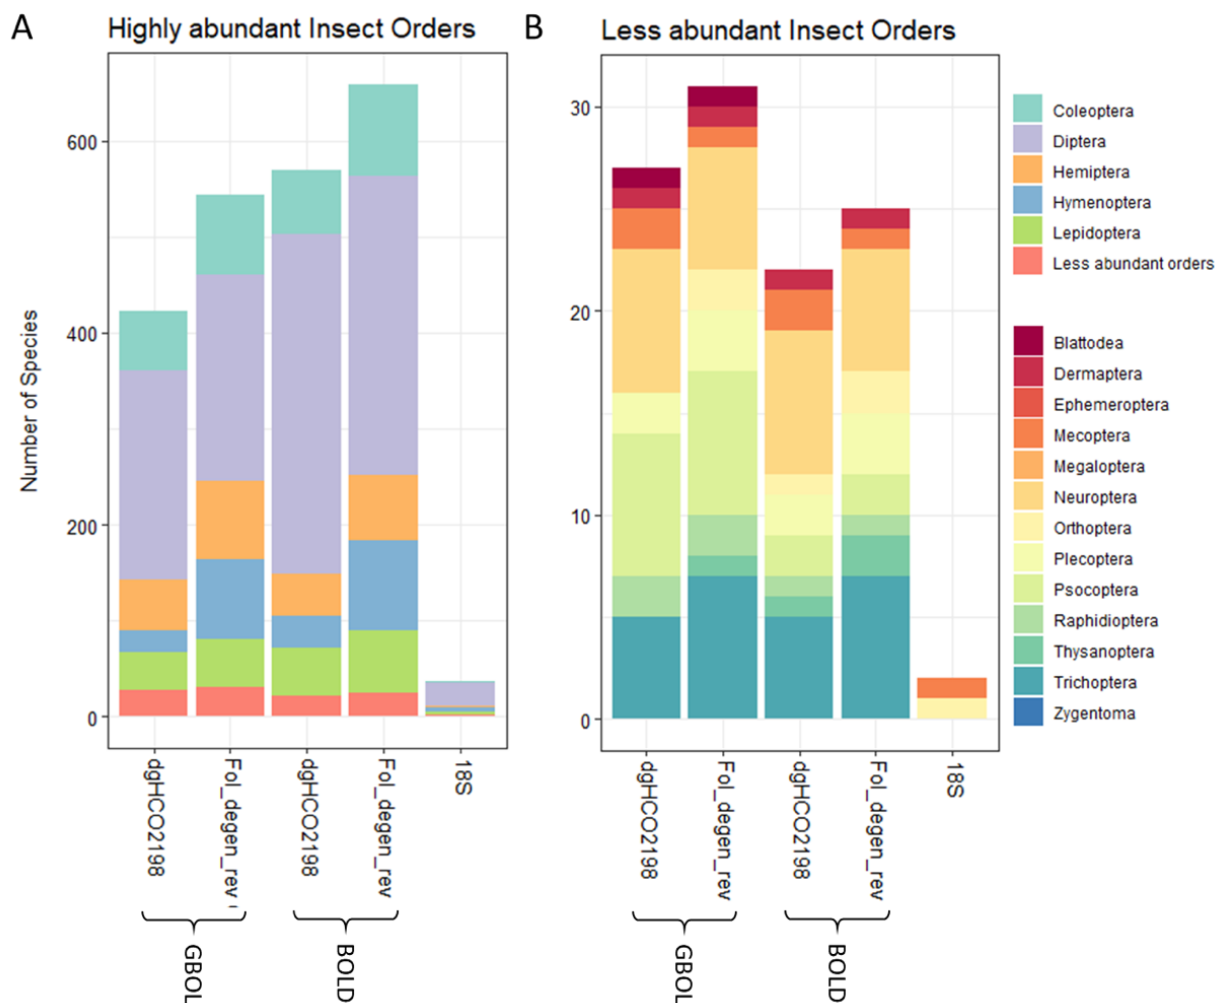 A
Highly abundant Insect Orders
B
Less abundant Insect Orders
Number of Species
600
400
200
0
30
20
10
0
dgHCO2198
Fol_degen_rev
dgHCO2198
Fol_degen_rev
18S
GBOL
BOLD
dgHCO2198
Fol_degen_rev
dgHCO2198
Fol_degen_rev
18S
GBOL
BOLD
Coleoptera
Diptera
Hemiptera
Hymenoptera
Lepidoptera
Less abundant orders
Blattodea
Dermaptera
Ephemeroptera
Mecoptera
Megaloptera
Neuroptera
Orthoptera
Plecoptera
Psocoptera
Raphidioptera
Thysanoptera
Trichoptera
Zygentoma